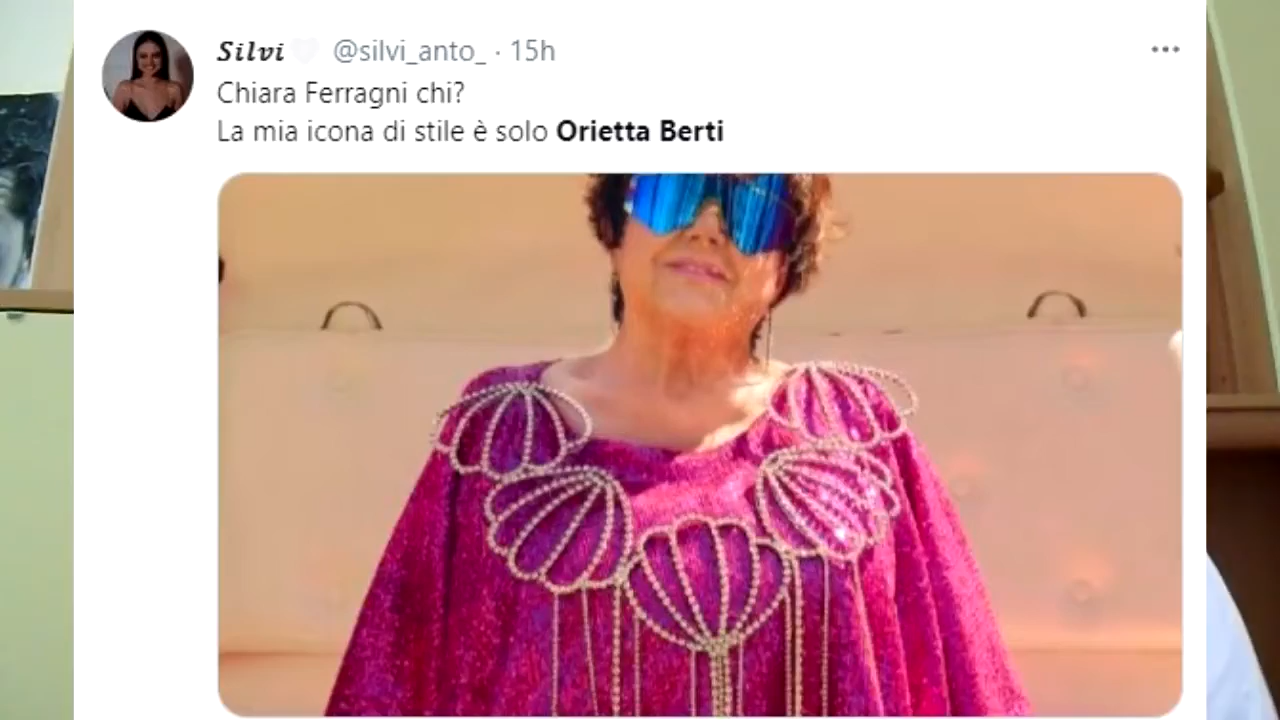 Silvi 🤍 @silvi_anto_ · 15h
Chiara Ferragni chi?
La mia icona di stile è solo Orietta Berti